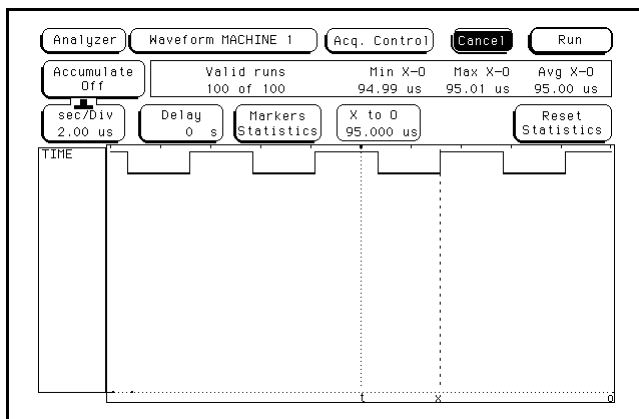 Analyzer Waveform MACHINE 1 Acq. Control Cancel Run
Accumulate Off
Valid runs Min X-O Max X-O Avg X-O
100 of 100 94.99 us 95.01 us 95.00 us
sec/Div 2.00 us
Delay 0 s
Markers Statistics
X to O 95.000 us
Reset Statistics
TIME
t x o